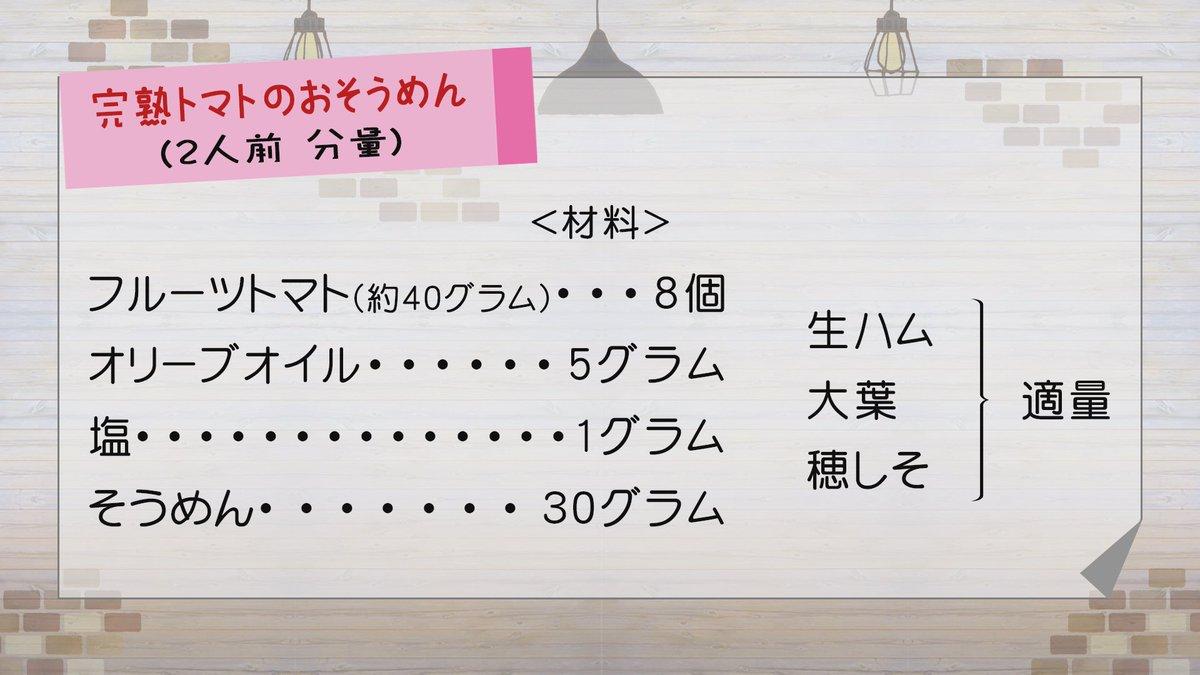 完熟トマトのおそうめん
(2人前 分量)
<材料>
フルーツトマト(約40グラム)・・・8個
オリーブオイル・・・・・・5グラム
塩・・・・・・・・・・・・・・1グラム
そうめん・・・・・・・・30グラム
生ハム
大葉
穂しそ
適量